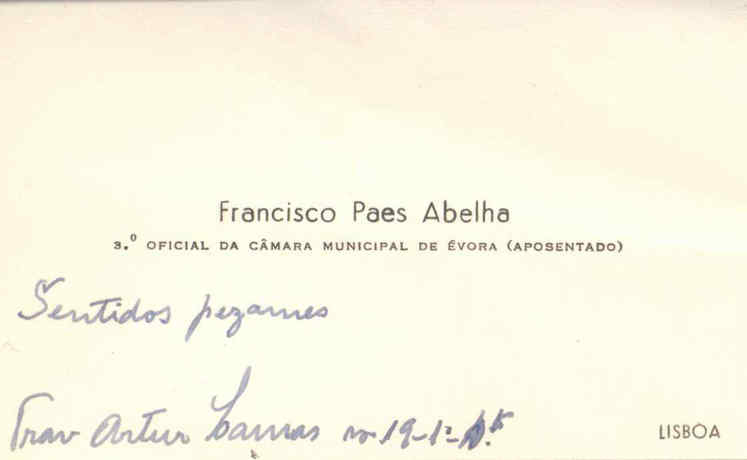 Francisco Paes Abelha
3.º OFICIAL DA CÂMARA MUNICIPAL DE ÉVORA (APOSENTADO)
Sentidos pezames
Trav Artur Lamas nº 19-1º-D.to
LISBOA